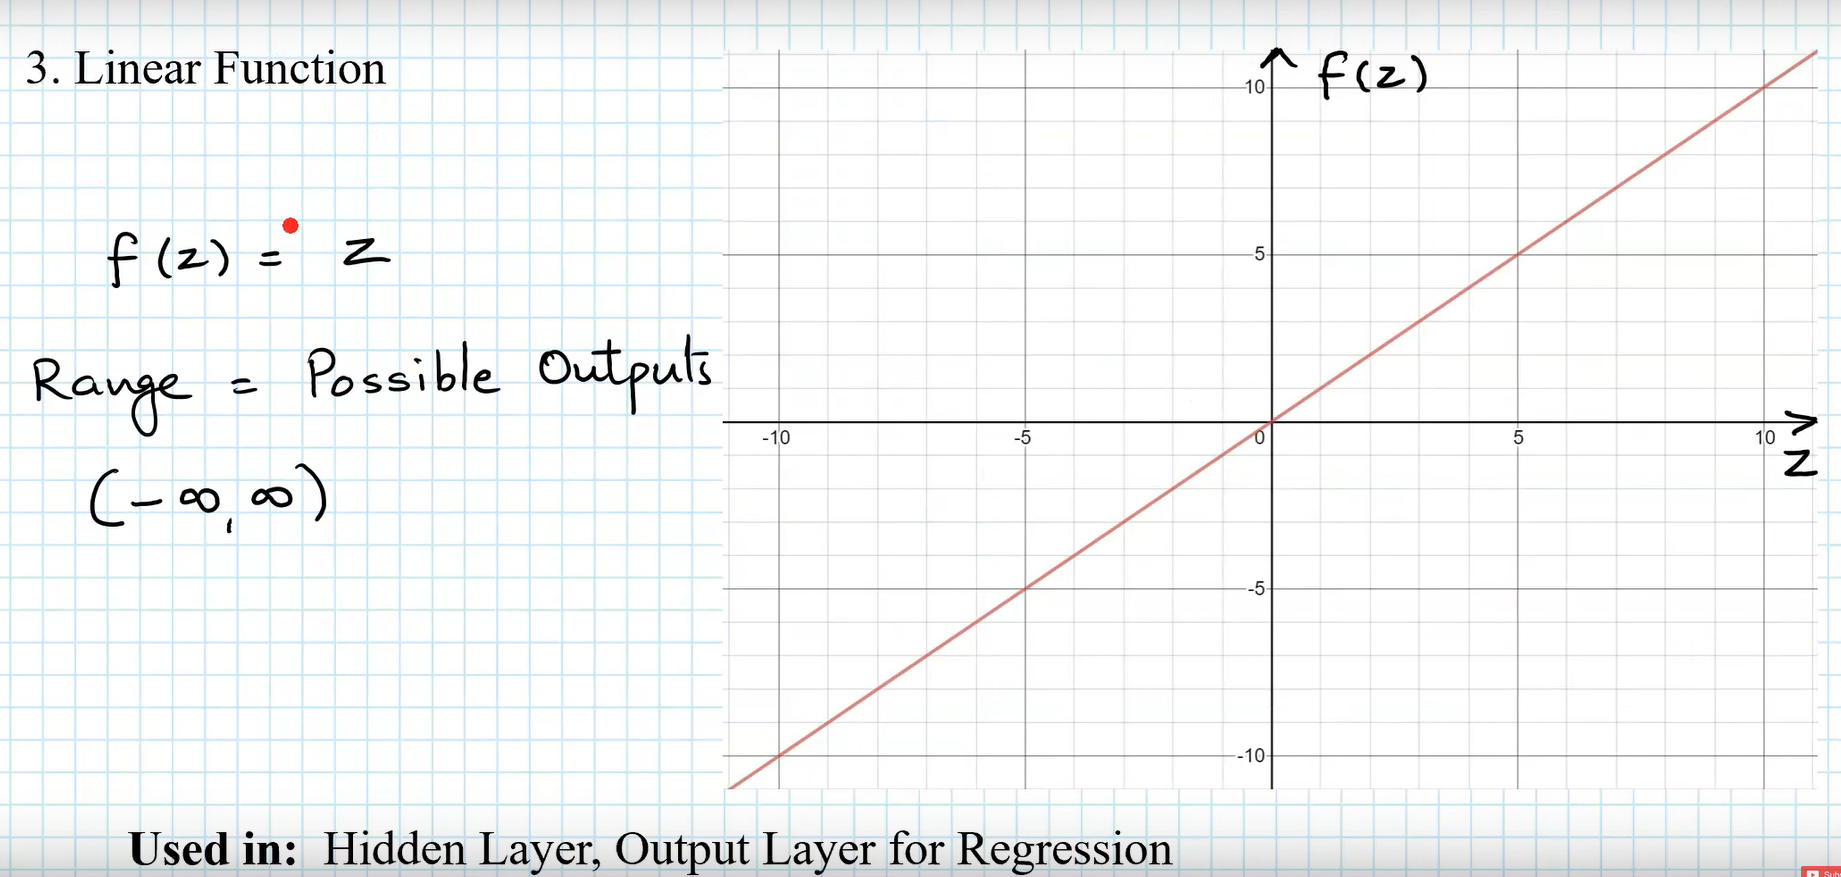 3. Linear Function
f(z) = z
Range = Possible Outputs
(-∞, ∞)
f(z)
10
5
-10 -5 0 5 10
z
-5
-10
Used in: Hidden Layer, Output Layer for Regression